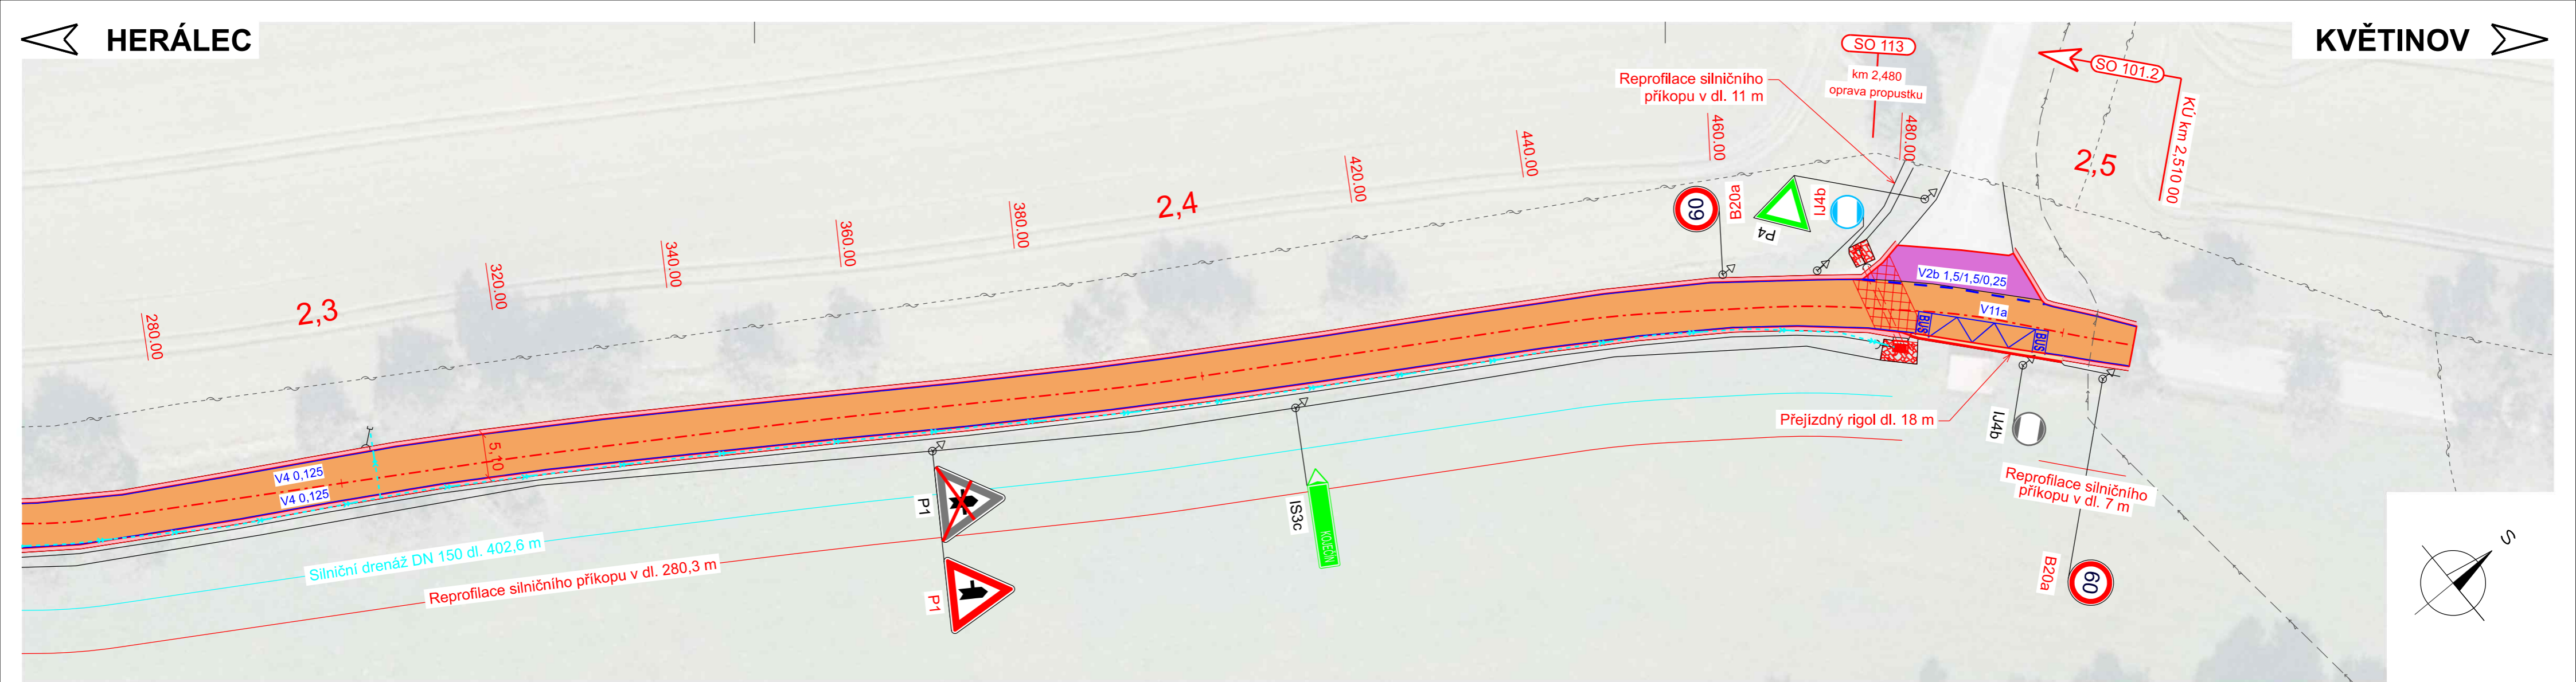 HERÁLEC
KVĚTINOV
SO 113
km 2,480
oprava propustku
Reprofilace silničního
příkopu v dl. 11 m
SO 101.2
KÚ km 2,510 00
2,3
2,4
2,5
280.00
320.00
340.00
360.00
380.00
420.00
440.00
460.00
480.00
60
B20a
P4
IJ4b
V2b 1,5/1,5/0,25
V11a
BUS
BUS
Přejízdný rigol dl. 18 m
IJ4b
Reprofilace silničního
příkopu v dl. 7 m
B20a
60
5,10
V4 0,125
V4 0,125
Silniční drenáž DN 150 dl. 402,6 m
Reprofilace silničního příkopu v dl. 280,3 m
P1
P1
IS3c
KOJEČÍN
S